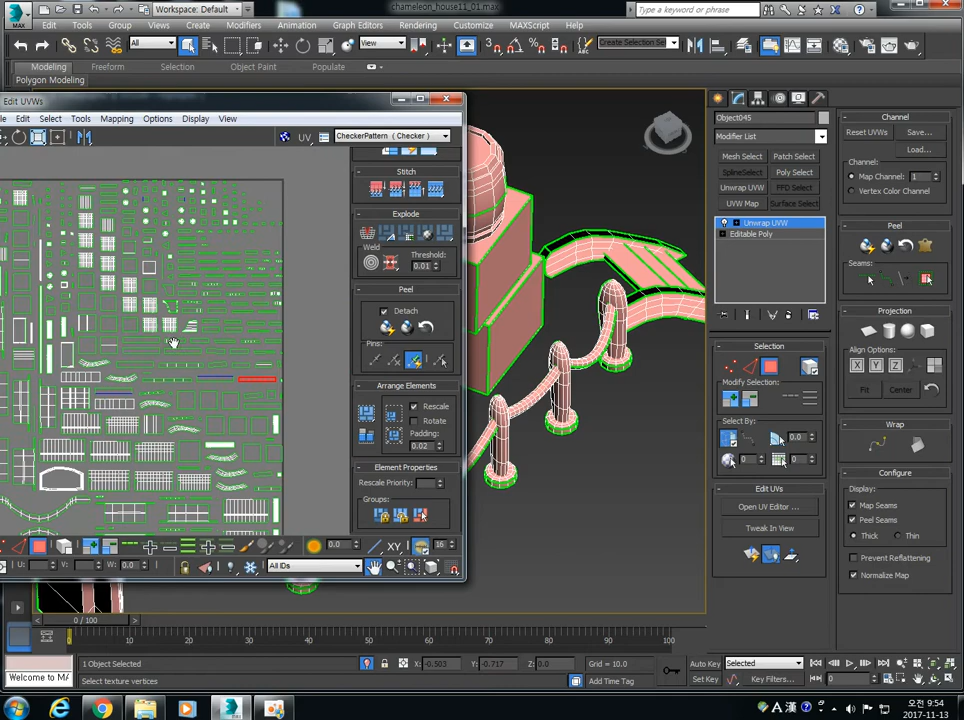 Workspace: Default
chameleon_house11_01.max
Type a keyword or phrase
MAX
Edit Tools Group Views Create Modifiers Animation Graph Editors Rendering Customize MAXScript Help
All
View
Create Selection Se
Modeling Freeform Selection Object Paint Populate
Polygon Modeling
Edit UVWs
le Edit Select Tools Mapping Options Display View
UV CheckerPattern ( Checker )
Stitch
Explode
Weld
Threshold:
0.01
Peel
Detach
Pins:
Arrange Elements
Rescale
Rotate
Padding:
0.02
Element Properties
Rescale Priority:
Groups:
0.0
XY
16
U: V: W: 0.0
All IDs
Object045
Modifier List
Mesh Select Patch Select
SplineSelect Poly Select
Unwrap UVW FFD Select
UVW Map Surface Select
Unwrap UVW
Editable Poly
Selection
Modify Selection:
Select By:
0.0
0 0
Edit UVs
Open UV Editor ...
Tweak In View
Channel
Reset UVWs Save...
Load...
Channel:
Map Channel: 1
Vertex Color Channel
Peel
Seams:
Projection
Align Options:
X Y Z
Fit Center
Wrap
Configure
Display:
Map Seams
Peel Seams
Thick Thin
Prevent Reflattening
Normalize Map
0 / 100
10 20 30 40 50 60 70 80 90 100
1 Object Selected
X: -0.503 Y: -0.717 Z: 0.0 Grid = 10.0
Auto Key Selected
Welcome to MA
Select texture vertices
Add Time Tag
Set Key Key Filters...
0
A 漢
오전 9:54
2017-11-13